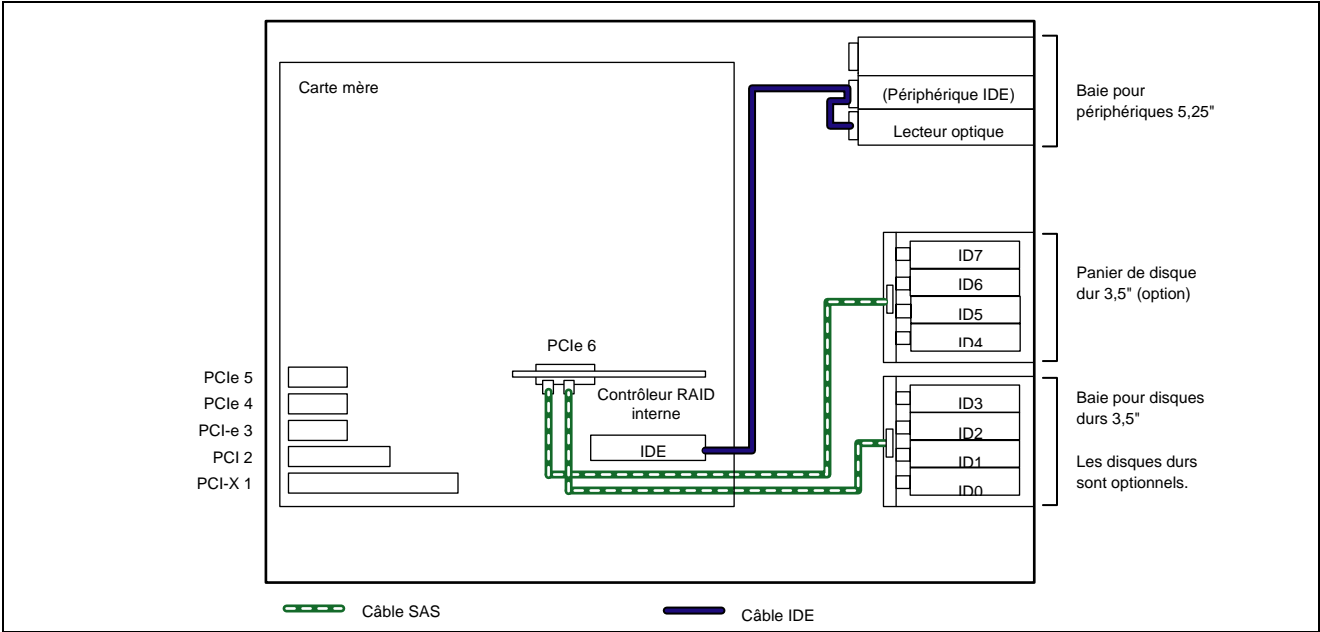 Carte mère
(Périphérique IDE)
Lecteur optique
Baie pour
périphériques 5,25"
ID7
ID6
ID5
ID4
Panier de disque
dur 3,5" (option)
PCIe 6
Contrôleur RAID
interne
IDE
PCIe 5
PCIe 4
PCI-e 3
PCI 2
PCI-X 1
ID3
ID2
ID1
ID0
Baie pour disques
durs 3,5"
Les disques durs
sont optionnels.
Câble SAS
Câble IDE